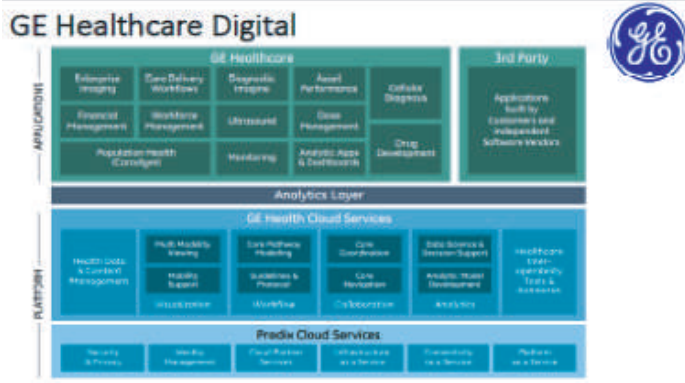 GE Healthcare Digital
GE
APPLICATIONS
GE Healthcare
Enterprise
Imaging
Care Delivery
Workflows
Diagnostic
Imaging
Asset
Performance
Cellular
Diagnosis
Financial
Management
Workforce
Management
Ultrasound
Dose
Management
Drug
Development
Population Health
(Caradigm)
Monitoring
Analytic Apps
& Dashboards
3rd Party
Applications
built by
Customers and
Independent
Software Vendors
Analytics Layer
PLATFORM
GE Health Cloud Services
Health Data
& Content
Management
Multi Modality
Viewing
Mobility
Support
Visualization
Care Pathway
Modeling
Guidelines &
Protocol
Workflow
Care
Coordination
Care
Navigation
Collaboration
Data Science &
Decision Support
Analytic Model
Development
Analytics
Healthcare
Inter-
operability
Tools &
Predix Cloud Services
Security
& Privacy
Identity
Management
Cloud Partner
Services
Infrastructure
as a Service
Connectivity
as a Service
Platform
as a Service